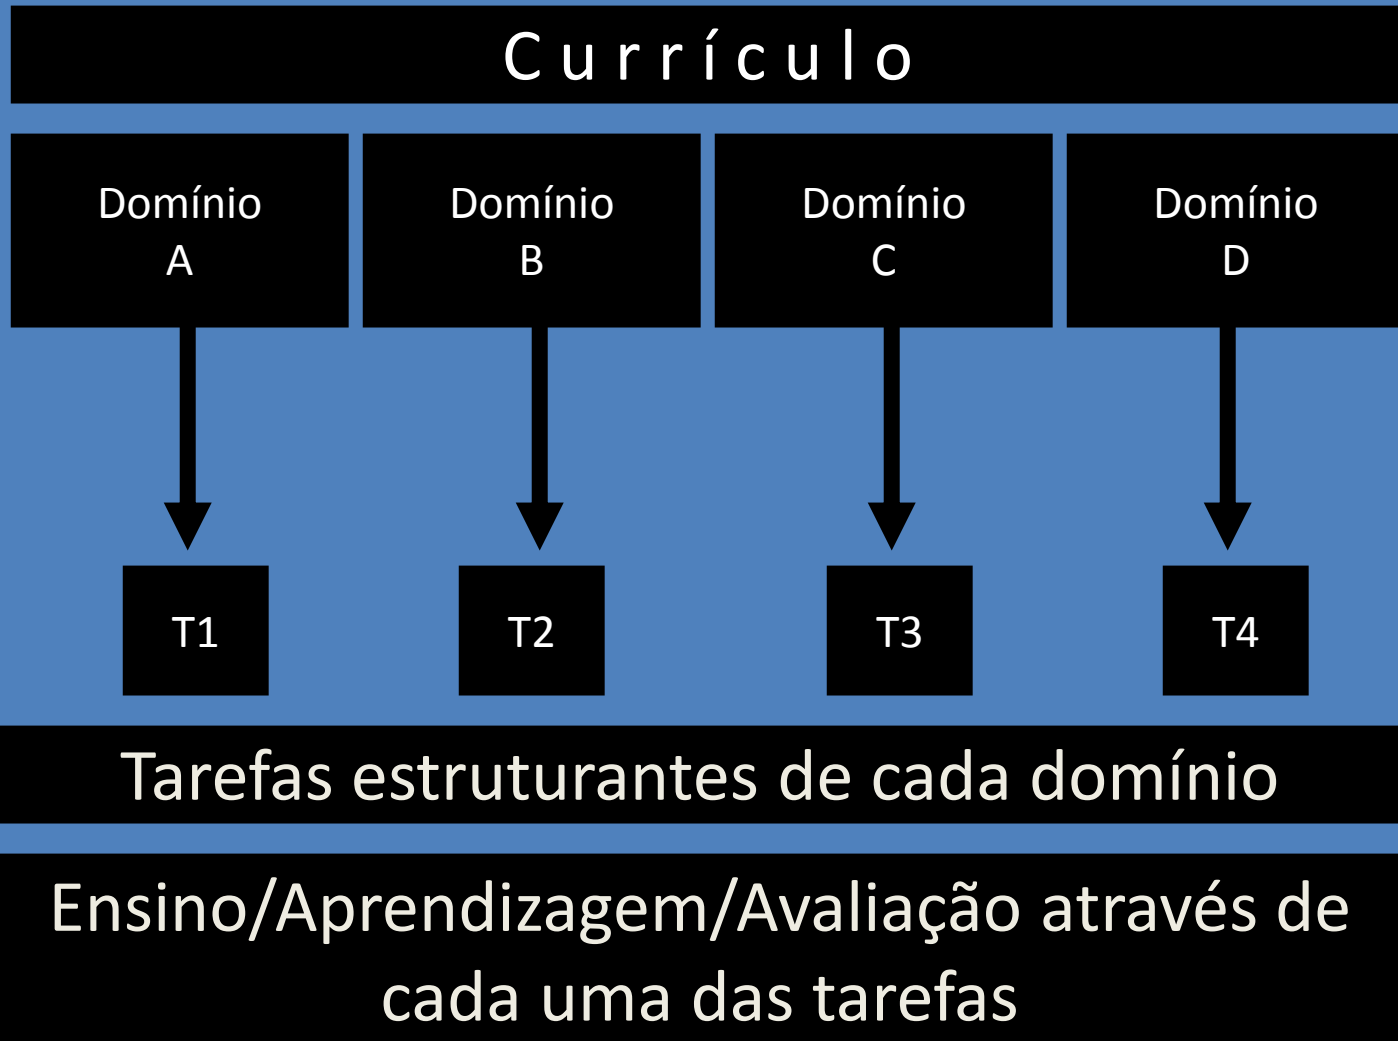 Currículo
Domínio
A
Domínio
B
Domínio
C
Domínio
D
T1
T2
T3
T4
Tarefas estruturantes de cada domínio
Ensino/Aprendizagem/Avaliação através de
cada uma das tarefas